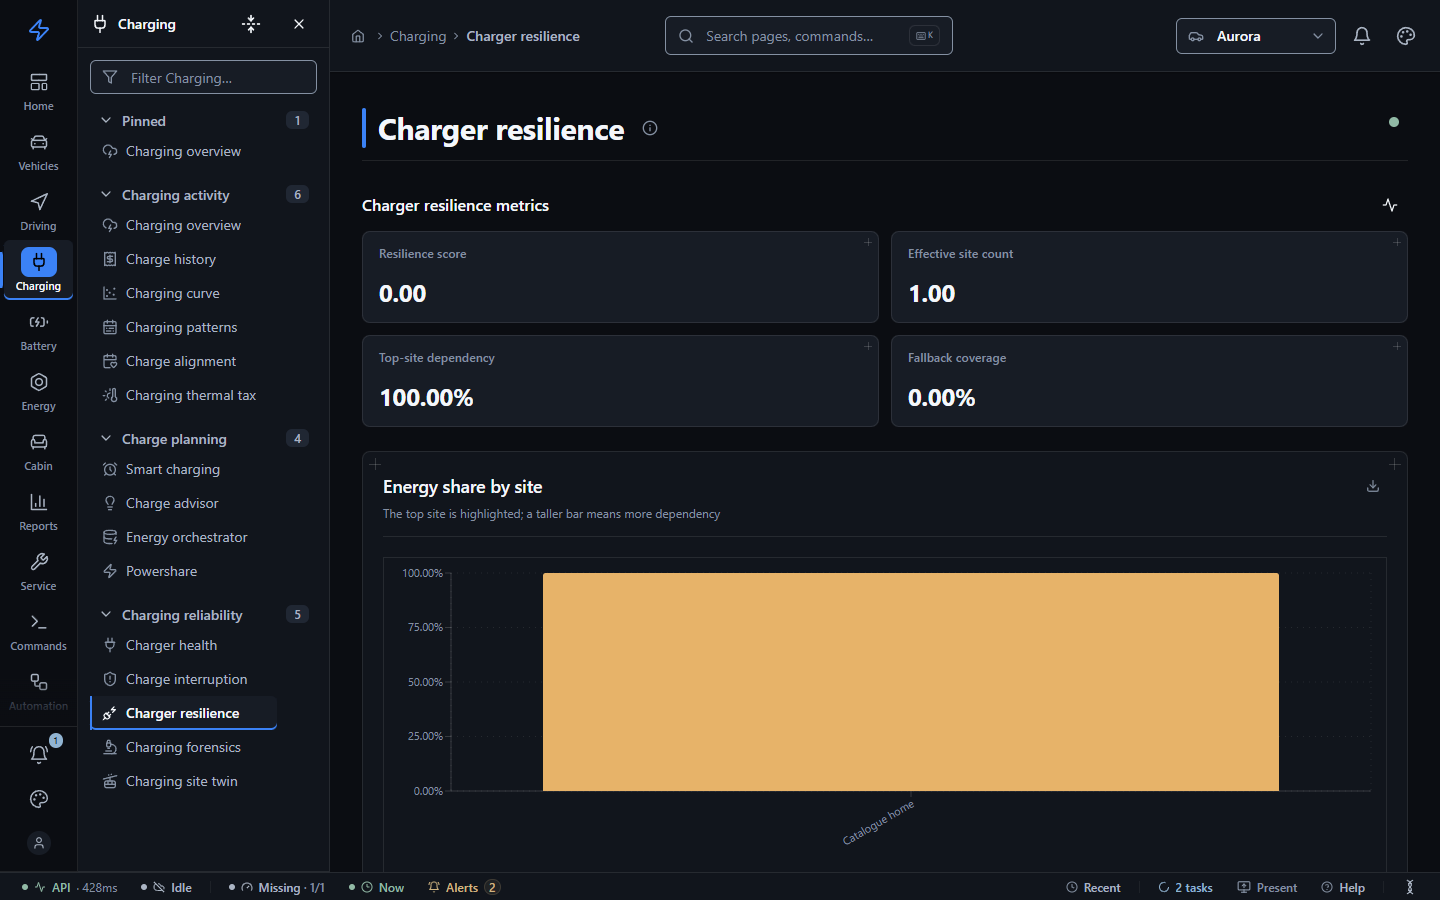 Home
Vehicles
Driving
Charging
Battery
Energy
Cabin
Reports
Service
Commands
Automation
1
Charging
Filter Charging...
Pinned 1
Charging overview
Charging activity 6
Charging overview
Charge history
Charging curve
Charging patterns
Charge alignment
Charging thermal tax
Charge planning 4
Smart charging
Charge advisor
Energy orchestrator
Powershare
Charging reliability 5
Charger health
Charge interruption
Charger resilience
Charging forensics
Charging site twin
Charging Charger resilience
Search pages, commands... K
Aurora
Charger resilience
Charger resilience metrics
Resilience score
0.00
Effective site count
1.00
Top-site dependency
100.00%
Fallback coverage
0.00%
Energy share by site
The top site is highlighted; a taller bar means more dependency
100.00%
75.00%
50.00%
25.00%
0.00%
Catalogue home
API · 428ms Idle Missing · 1/1 Now Alerts 2 Recent 2 tasks Present Help